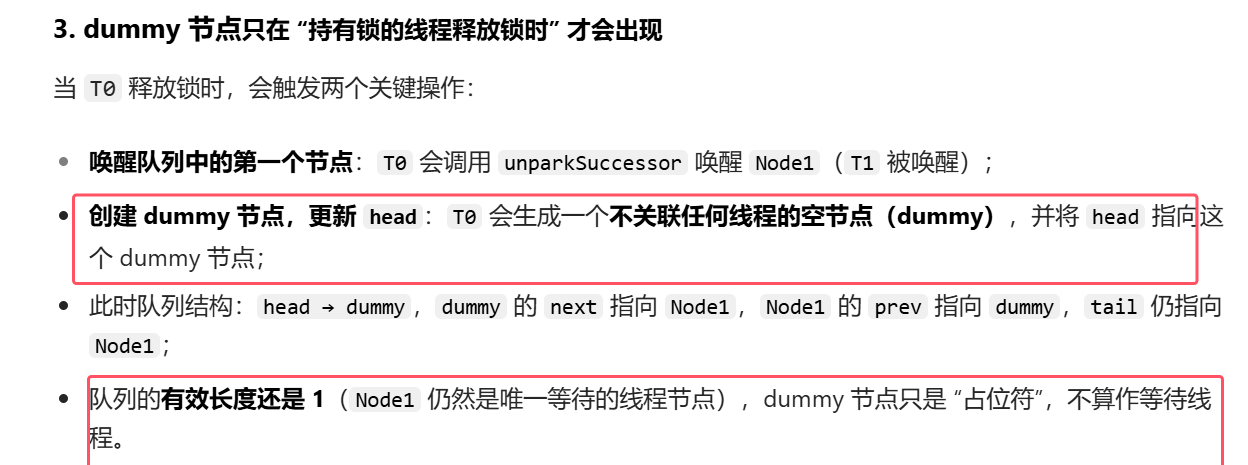 3. dummy 节点只在 “持有锁的线程释放锁时” 才会出现
当 T0 释放锁时，会触发两个关键操作：
唤醒队列中的第一个节点：T0 会调用 unparkSuccessor 唤醒 Node1（T1 被唤醒）；
创建 dummy 节点，更新 head：T0 会生成一个不关联任何线程的空节点（dummy），并将 head 指向这
个 dummy 节点；
此时队列结构：head → dummy，dummy 的 next 指向 Node1，Node1 的 prev 指向 dummy，tail 仍指向
Node1；
队列的有效长度还是 1（Node1 仍然是唯一等待的线程节点），dummy 节点只是 “占位符”，不算作等待线
程。